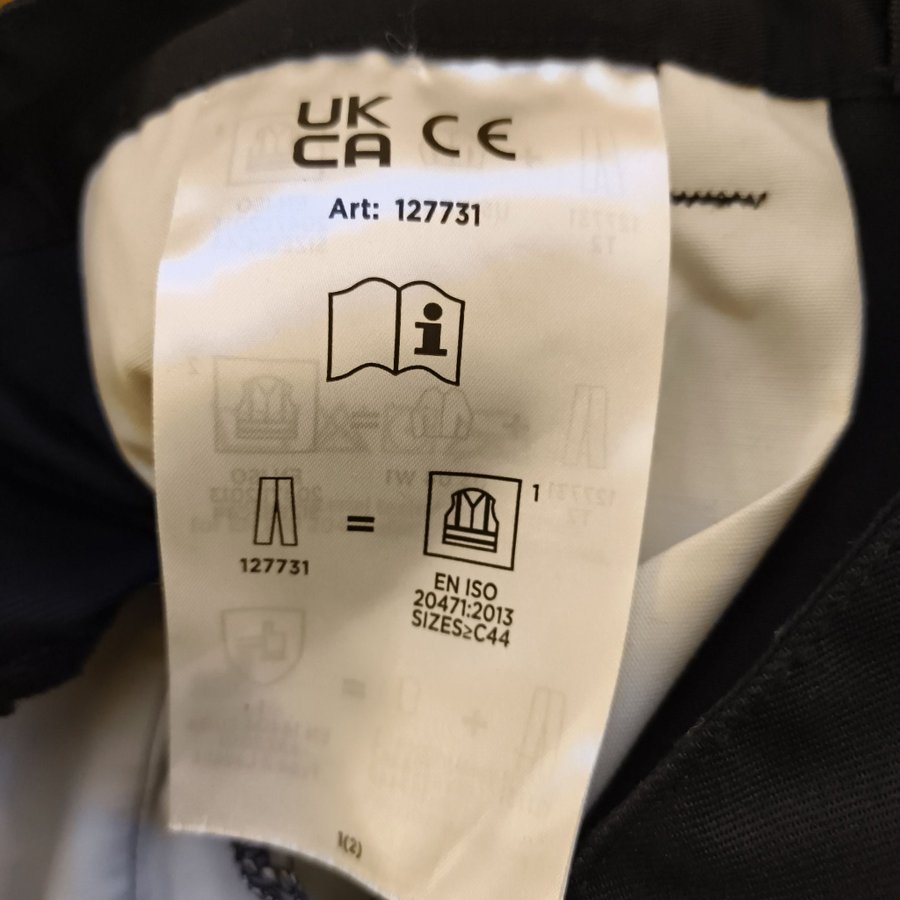 UK
CA CE
Art: 127731
i
127731
=
1
EN ISO
20471:2013
SIZES≥C44
1(2)